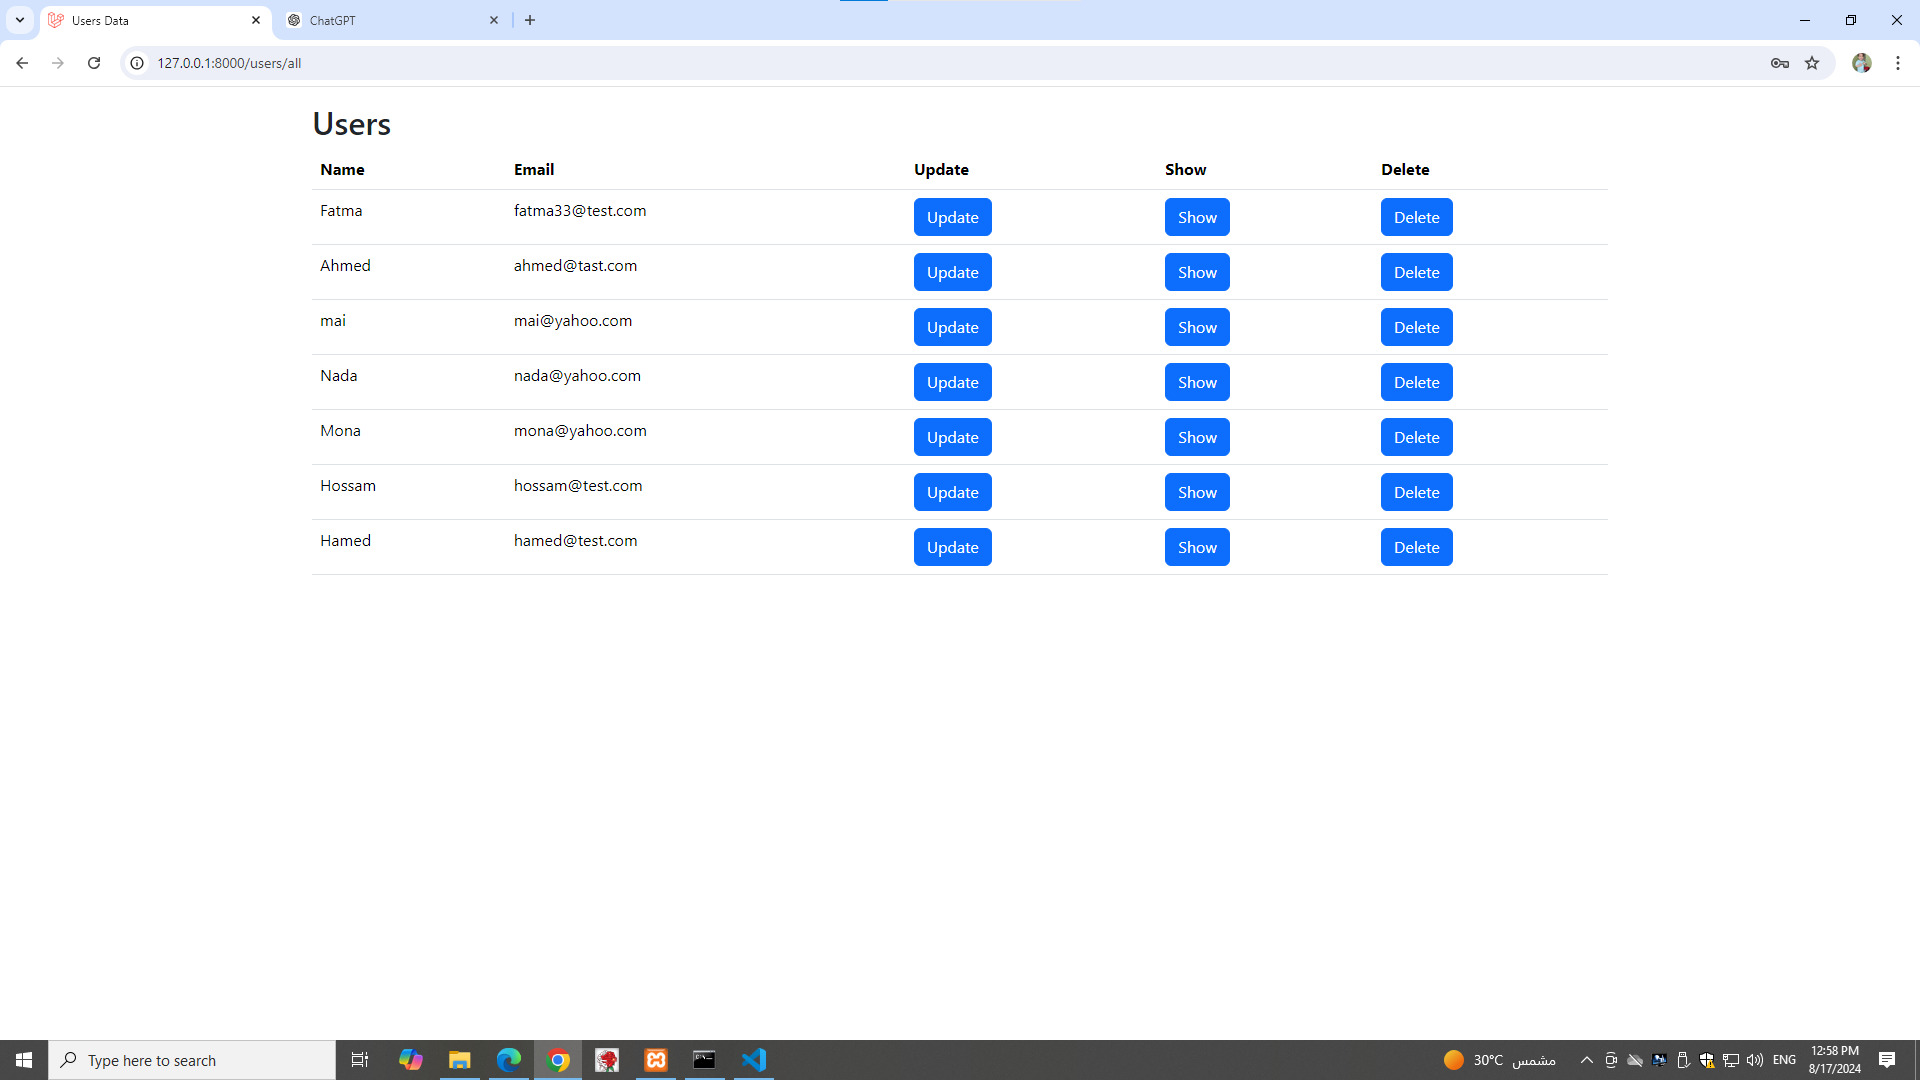 Users Data
ChatGPT
127.0.0.1:8000/users/all
Users
Name Email Update Show Delete
Fatma fatma33@test.com Update Show Delete
Ahmed ahmed@tast.com Update Show Delete
mai mai@yahoo.com Update Show Delete
Nada nada@yahoo.com Update Show Delete
Mona mona@yahoo.com Update Show Delete
Hossam hossam@test.com Update Show Delete
Hamed hamed@test.com Update Show Delete
Type here to search
30°C مشمس
ENG
12:58 PM
8/17/2024